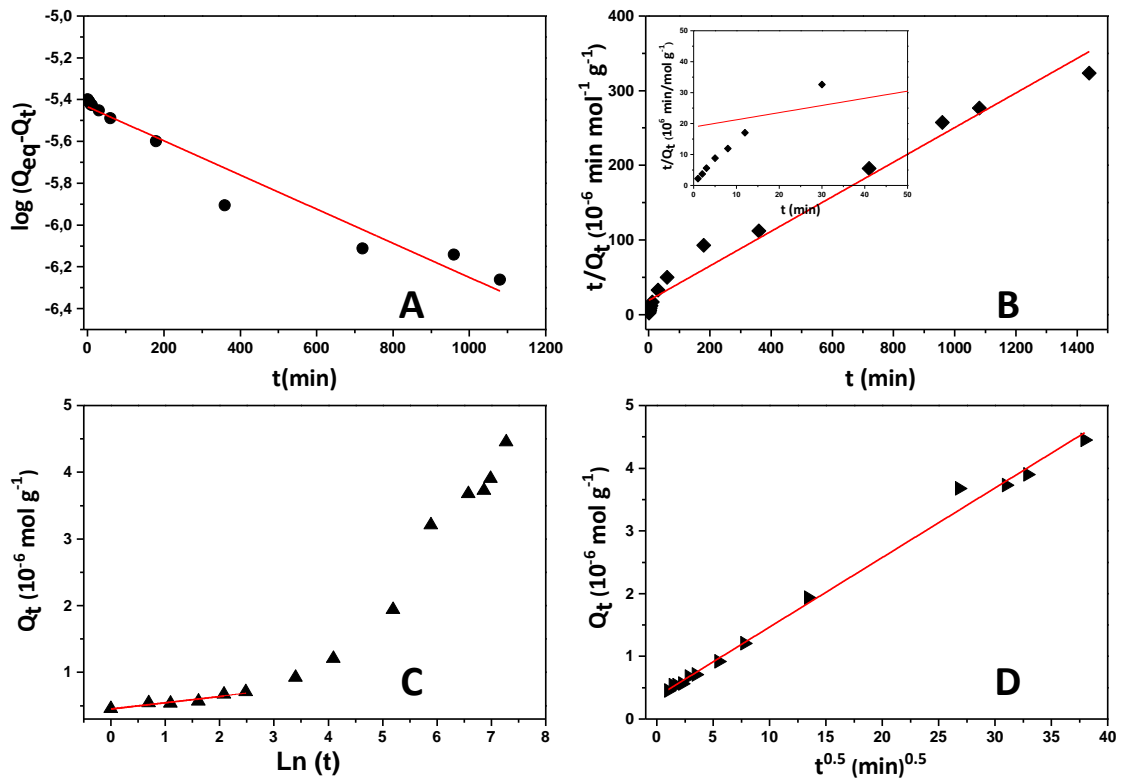 -5,0
-5,2
-5,4
-5,6
-5,8
-6,0
-6,2
-6,4
log (Qeq-Qt)
A
0 200 400 600 800 1000 1200
t(min)
400
300
200
100
0
t/Qt (10-6 min mol-1 g-1)
50
40
30
20
10
0
t/Qt (106 min/mol g-1)
0 10 20 30 40 50
t (min)
B
0 200 400 600 800 1000 1200 1400
t (min)
5
4
3
2
1
Qt (10-6 mol g-1)
C
0 1 2 3 4 5 6 7 8
Ln (t)
5
4
3
2
1
0
Qt (10-6 mol g-1)
D
0 5 10 15 20 25 30 35 40
t0.5 (min)0.5